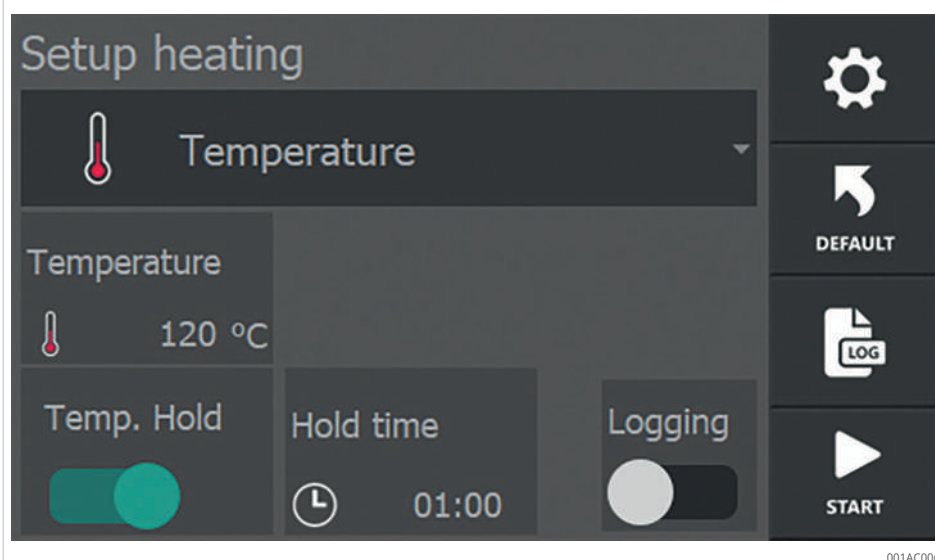 Setup heating
Temperature
DEFAULT
Temperature
120 °C
LOG
Temp. Hold
Hold time
01:00
Logging
START